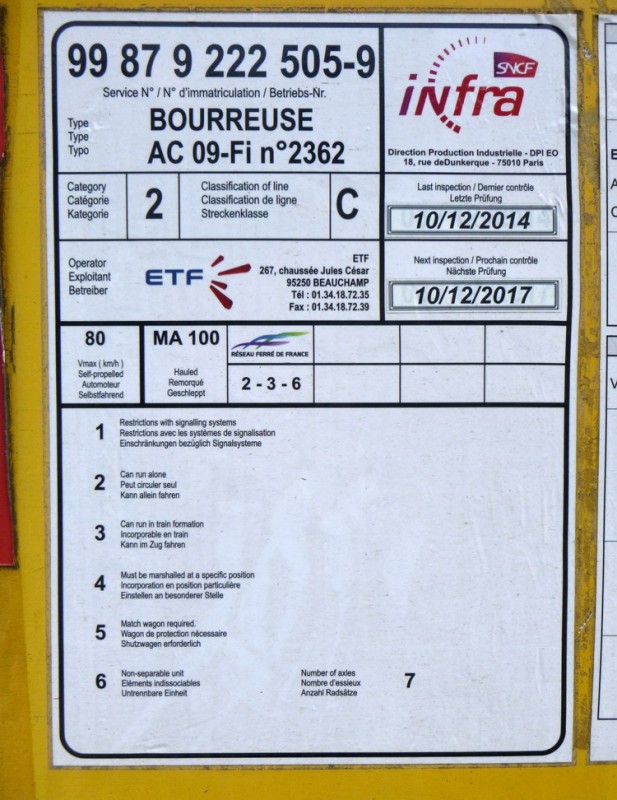 99 87 9 222 505-9
Service N° / N° d'immatriculation / Betriebs-Nr.
Type
Type
Typo
BOURREUSE
AC 09-Fi n°2362
SNCF
infra
Direction Production Industrielle - DPI EO
18, rue deDunkerque - 75010 Paris
Category
Catégorie
Kategorie
2
Classification of line
Classification de ligne
Streckenklasse
C
Last inspection / Dernier contrôle
Letzte Prüfung
10/12/2014
Operator
Exploitant
Betreiber
ETF
ETF
267, chaussée Jules César
95250 BEAUCHAMP
Tél : 01.34.18.72.35
Fax : 01.34.18.72.39
Next inspection / Prochain contrôle
Nächste Prüfung
10/12/2017
80
Vmax ( km/h )
Self-propelled
Automoteur
Selbstfahrend
MA 100
Hauled
Remorqué
Geschleppt
RÉSEAU FERRÉ DE FRANCE
2 - 3 - 6
1
Restrictions with signalling systems
Restrictions avec les systèmes de signalisation
Einschränkungen bezüglich Signalsysteme
2
Can run alone
Peut circuler seul
Kann allein fahren
3
Can run in train formation
Incorporable en train
Kann im Zug fahren
4
Must be marshalled at a specific position
Incorporation en position particulière
Einstellen an besonderer Stelle
5
Match wagon required.
Wagon de protection nécessaire
Shutzwagen erforderlich
6
Non-separable unit
Eléments indissociables
Untrennbare Einheit
Number of axles
Nombre d'essieux
Anzahl Radsätze
7